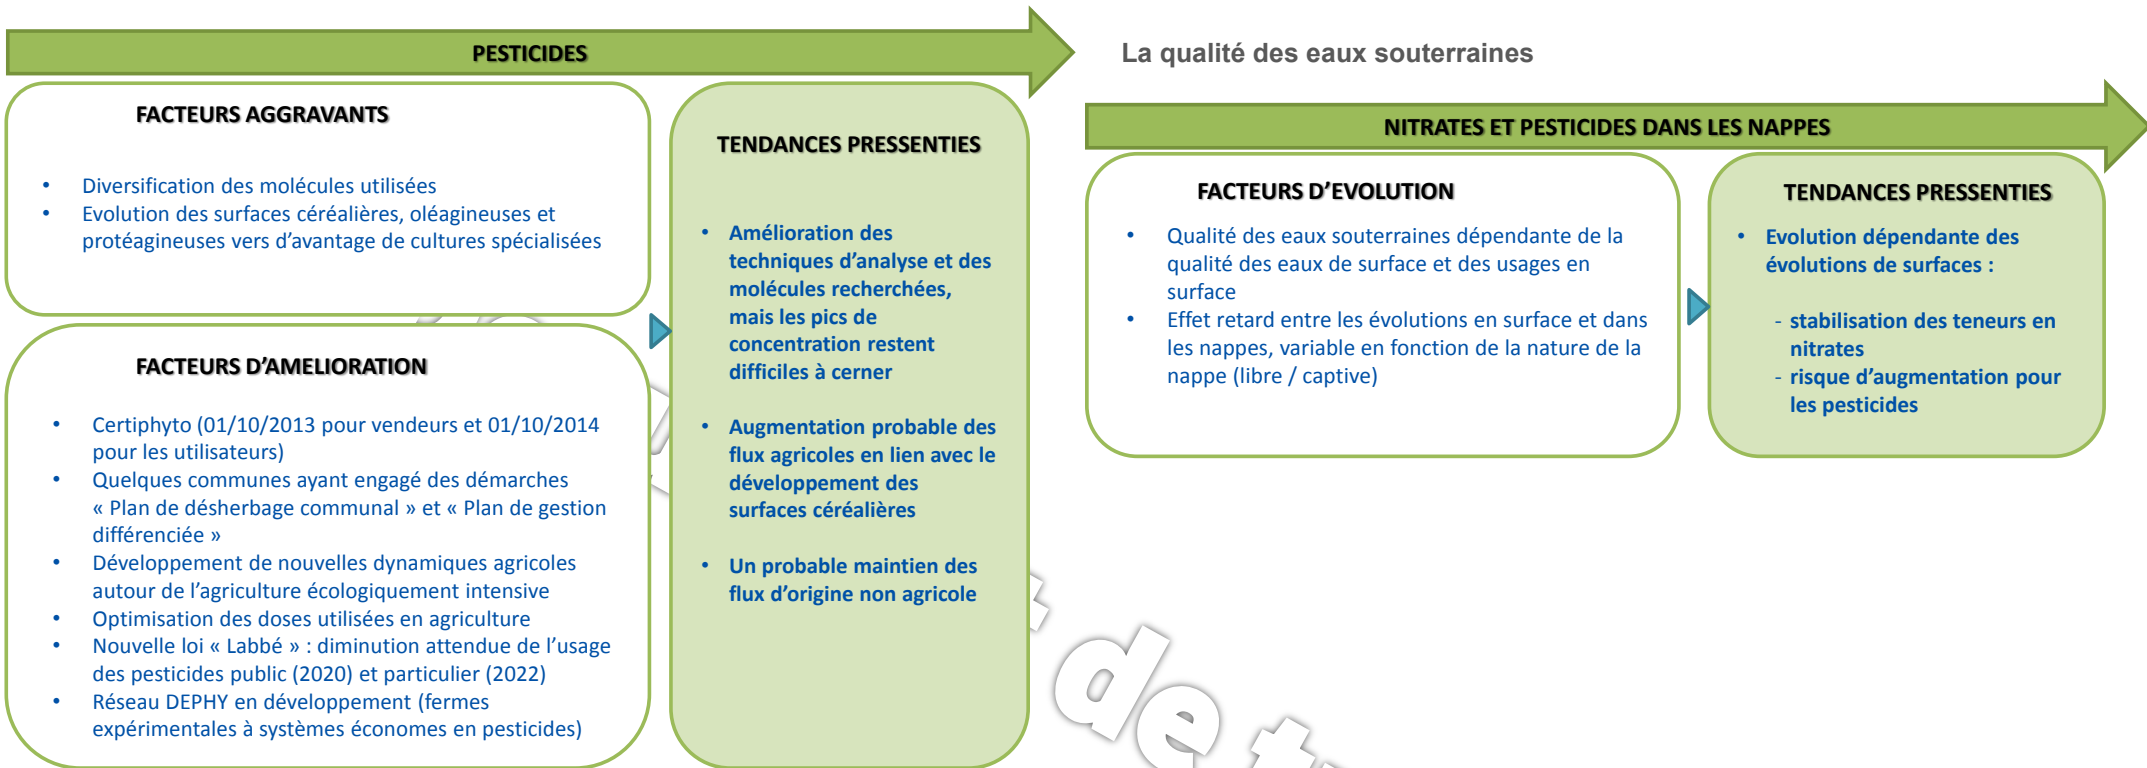 PESTICIDES
FACTEURS AGGRAVANTS
• Diversification des molécules utilisées
• Evolution des surfaces céréalières, oléagineuses et
protéagineuses vers d'avantage de cultures spécialisées
FACTEURS D'AMELIORATION
• Certiphyto (01/10/2013 pour vendeurs et 01/10/2014
pour les utilisateurs)
• Quelques communes ayant engagé des démarches
« Plan de désherbage communal » et « Plan de gestion
différenciée »
• Développement de nouvelles dynamiques agricoles
autour de l'agriculture écologiquement intensive
• Optimisation des doses utilisées en agriculture
• Nouvelle loi « Labbé » : diminution attendue de l'usage
des pesticides public (2020) et particulier (2022)
• Réseau DEPHY en développement (fermes
expérimentales à systèmes économes en pesticides)
TENDANCES PRESSENTIES
• Amélioration des
techniques d'analyse et des
molécules recherchées,
mais les pics de
concentration restent
difficiles à cerner
• Augmentation probable des
flux agricoles en lien avec le
développement des
surfaces céréalières
• Un probable maintien des
flux d'origine non agricole
La qualité des eaux souterraines
NITRATES ET PESTICIDES DANS LES NAPPES
FACTEURS D'EVOLUTION
• Qualité des eaux souterraines dépendante de la
qualité des eaux de surface et des usages en
surface
• Effet retard entre les évolutions en surface et dans
les nappes, variable en fonction de la nature de la
nappe (libre / captive)
TENDANCES PRESSENTIES
• Evolution dépendante des
évolutions de surfaces :
- stabilisation des teneurs en
nitrates
- risque d'augmentation pour
les pesticides
de